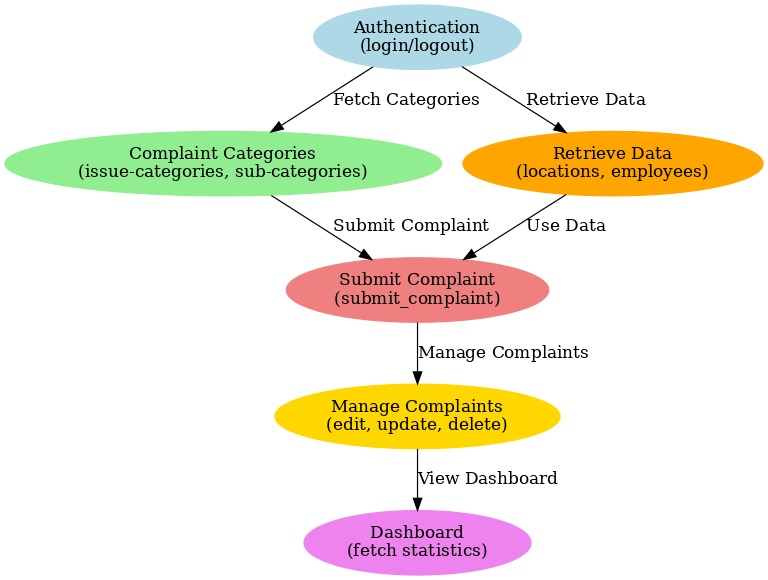 Authentication
(login/logout)
Fetch Categories
Retrieve Data
Complaint Categories
(issue-categories, sub-categories)
Retrieve Data
(locations, employees)
Submit Complaint
Use Data
Submit Complaint
(submit_complaint)
Manage Complaints
Manage Complaints
(edit, update, delete)
View Dashboard
Dashboard
(fetch statistics)